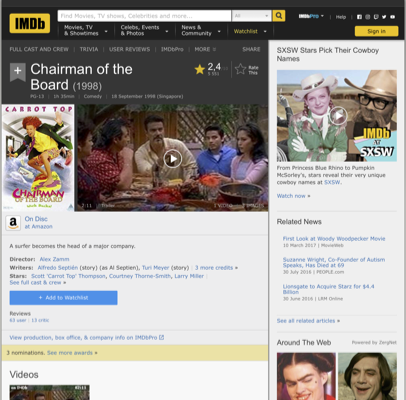 IMDb
Find Movies, TV shows, Celebrities and more...
All
IMDbPro
Help
Movies, TV & Showtimes
Celebs, Events & Photos
News & Community
Watchlist
Sign in
FULL CAST AND CREW | TRIVIA | USER REVIEWS | IMDbPro | MORE
SHARE
Chairman of the Board (1998)
2,4
Rate This
PG-13 | 1h 35min | Comedy | 18 September 1998 (Singapore)
CARROT TOP
CHAIRMAN OF THE BOARD
2:11
On Disc
at Amazon
A surfer becomes the head of a major company.
Director: Alex Zamm
Writers: Alfredo Septién (story) (as Al Septien), Turi Meyer (story) | 3 more credits »
Stars: Scott 'Carrot Top' Thompson, Courtney Thorne-Smith, Larry Miller |
See full cast & crew »
+ Add to Watchlist
Reviews
63 user | 13 critic
View production, box office, & company info on IMDbPro
3 nominations. See more awards »
Videos
SXSW Stars Pick Their Cowboy Names
IMDb
at
SXSW
From Princess Blue Rhino to Pumpkin
McSorley's, stars reveal their very
unique cowboy names at SXSW.
Watch now »
Related News
First Look at Woody Woodpecker Movie
10 March 2017 | MovieWeb
Suzanne Wright, Co-Founder of Autism
Speaks, Has Died at 69
30 July 2016 | PEOPLE.com
Lionsgate to Acquire Starz for $4.4
Billion
30 June 2016 | LRM Online
See all related articles »
Around The Web
Powered by ZergNet